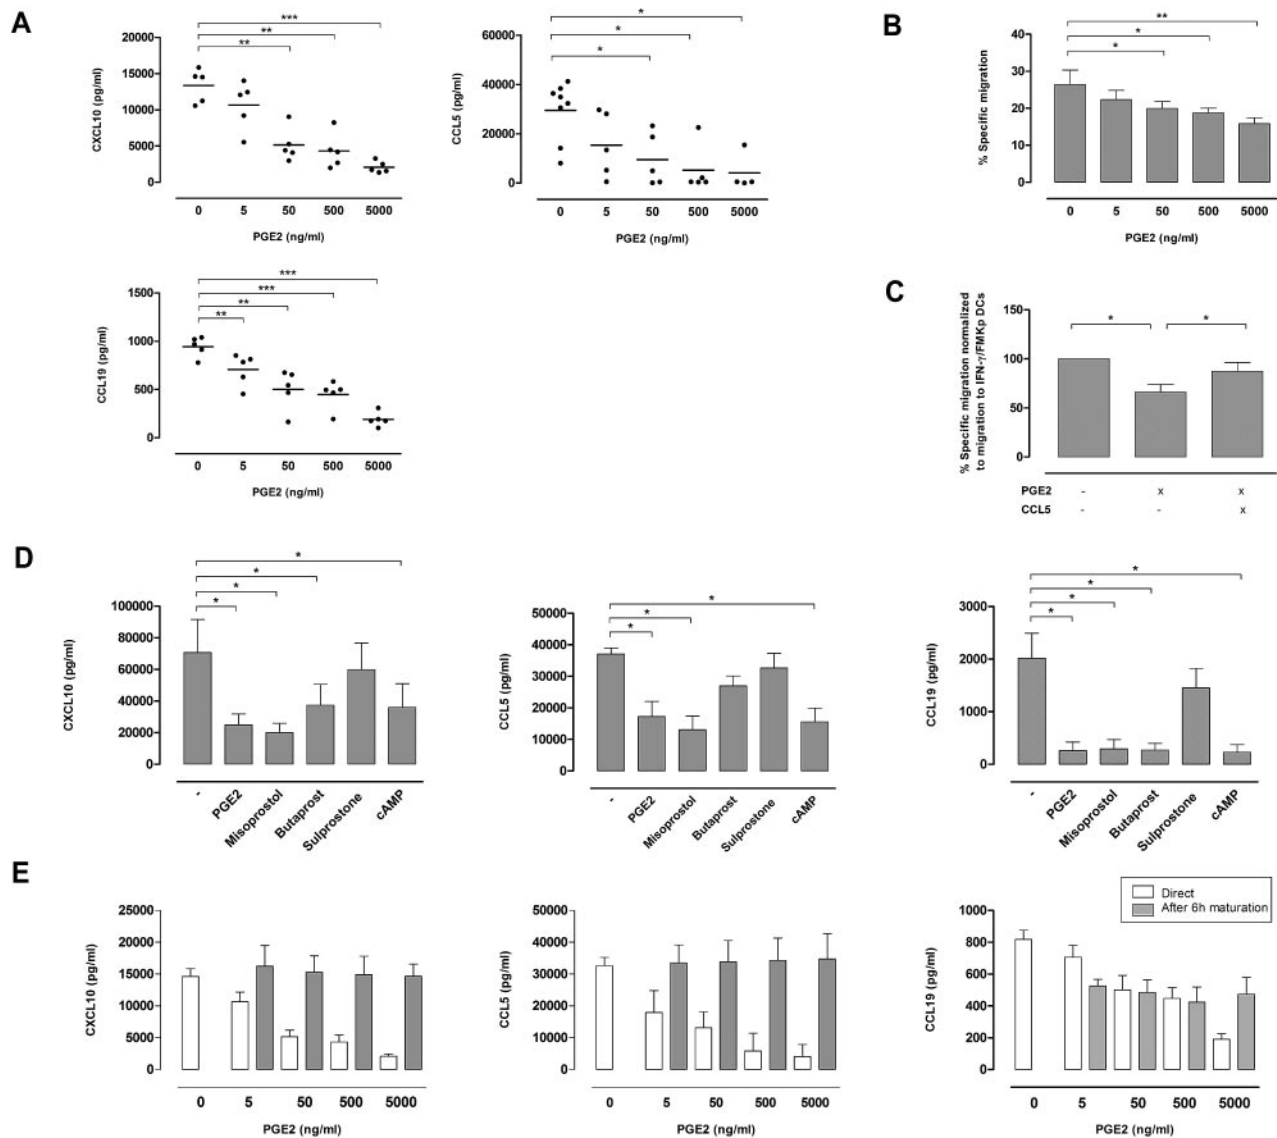 A
CXCL10 (pg/ml)
20000
15000
10000
5000
0
***
**
**
0 5 50 500 5000
PGE2 (ng/ml)
CCL5 (pg/ml)
60000
40000
20000
0
*
*
*
0 5 50 500 5000
PGE2 (ng/ml)
B
% Specific migration
40
30
20
10
0
**
*
*
0 5 50 500 5000
PGE2 (ng/ml)
CCL19 (pg/ml)
1500
1000
500
0
***
***
**
**
0 5 50 500 5000
PGE2 (ng/ml)
C
% Specific migration normalized
to migration to IFN-γ/FMKp DCs
100
50
0
* *
PGE2 - x x
CCL5 - - x
D
CXCL10 (pg/ml)
100000
80000
60000
40000
20000
0
*
*
*
*
- PGE2 Misoprostol Butaprost Sulprostone cAMP
CCL5 (pg/ml)
50000
40000
30000
20000
10000
0
*
*
*
- PGE2 Misoprostol Butaprost Sulprostone cAMP
CCL19 (pg/ml)
3000
2000
1000
0
*
*
*
*
- PGE2 Misoprostol Butaprost Sulprostone cAMP
E
CXCL10 (pg/ml)
25000
20000
15000
10000
5000
0
0 5 50 500 5000
PGE2 (ng/ml)
CCL5 (pg/ml)
50000
40000
30000
20000
10000
0
0 5 50 500 5000
PGE2 (ng/ml)
Direct
After 6h maturation
CCL19 (pg/ml)
1000
800
600
400
200
0
0 5 50 500 5000
PGE2 (ng/ml)